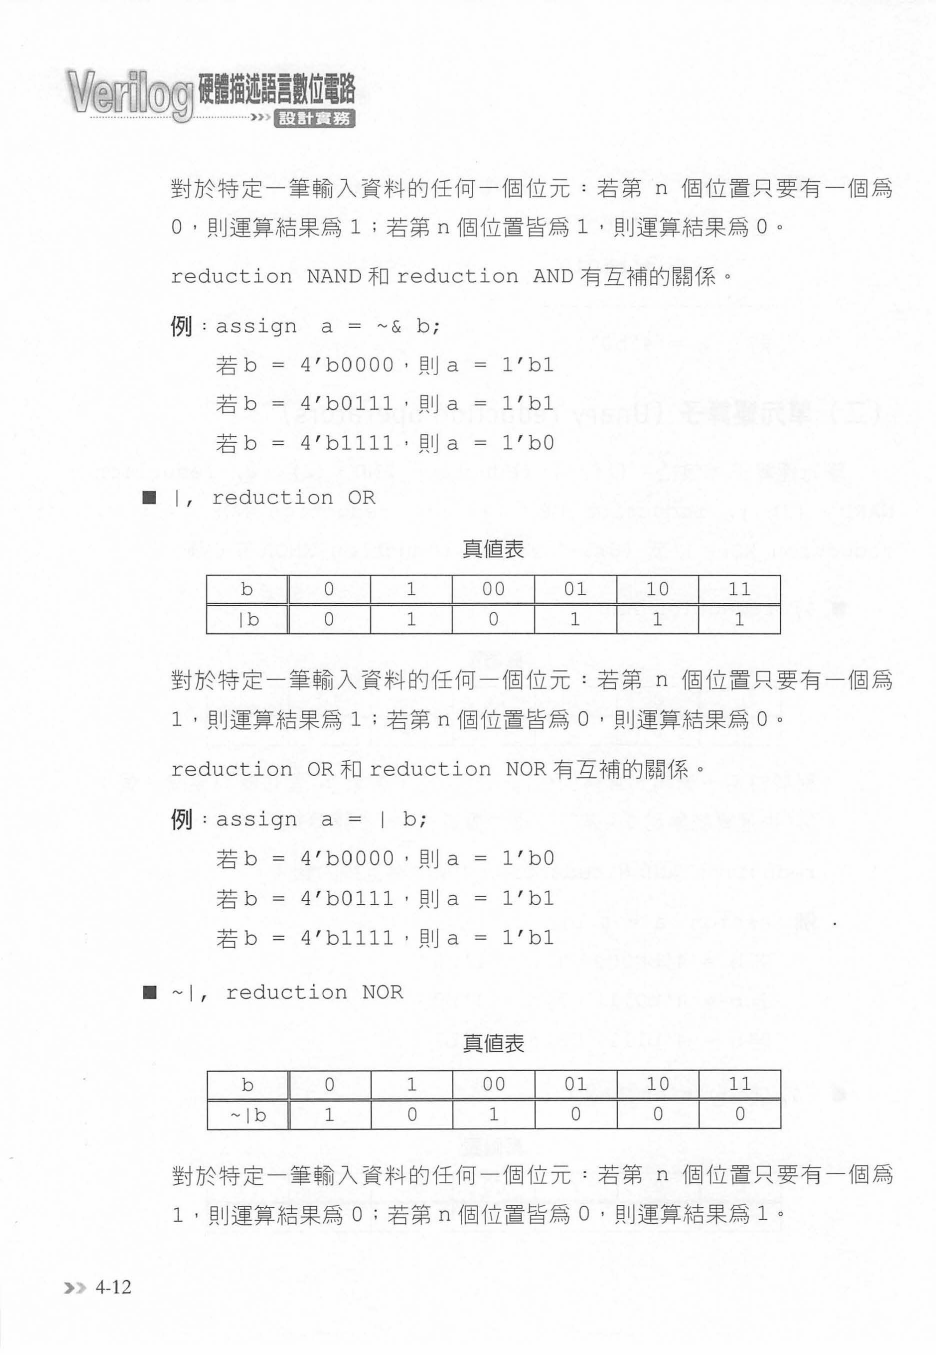 Verilog 硬體描述語言數位電路
設計實務
對於特定一筆輸入資料的任何一個位元：若第 n 個位置只要有一個為
0，則運算結果為 1；若第 n 個位置皆為 1，則運算結果為 0。
reduction NAND 和 reduction AND 有互補的關係。
例：assign a = ~& b;
若 b = 4'b0000，則 a = 1'b1
若 b = 4'b0111，則 a = 1'b1
若 b = 4'b1111，則 a = 1'b0
■ |, reduction OR
真值表
b 0 1 00 01 10 11
|b 0 1 0 1 1 1
對於特定一筆輸入資料的任何一個位元：若第 n 個位置只要有一個為
1，則運算結果為 1；若第 n 個位置皆為 0，則運算結果為 0。
reduction OR 和 reduction NOR 有互補的關係。
例：assign a = | b;
若 b = 4'b0000，則 a = 1'b0
若 b = 4'b0111，則 a = 1'b1
若 b = 4'b1111，則 a = 1'b1
■ ~|, reduction NOR
真值表
b 0 1 00 01 10 11
~|b 1 0 1 0 0 0
對於特定一筆輸入資料的任何一個位元：若第 n 個位置只要有一個為
1，則運算結果為 0；若第 n 個位置皆為 0，則運算結果為 1。
4-12